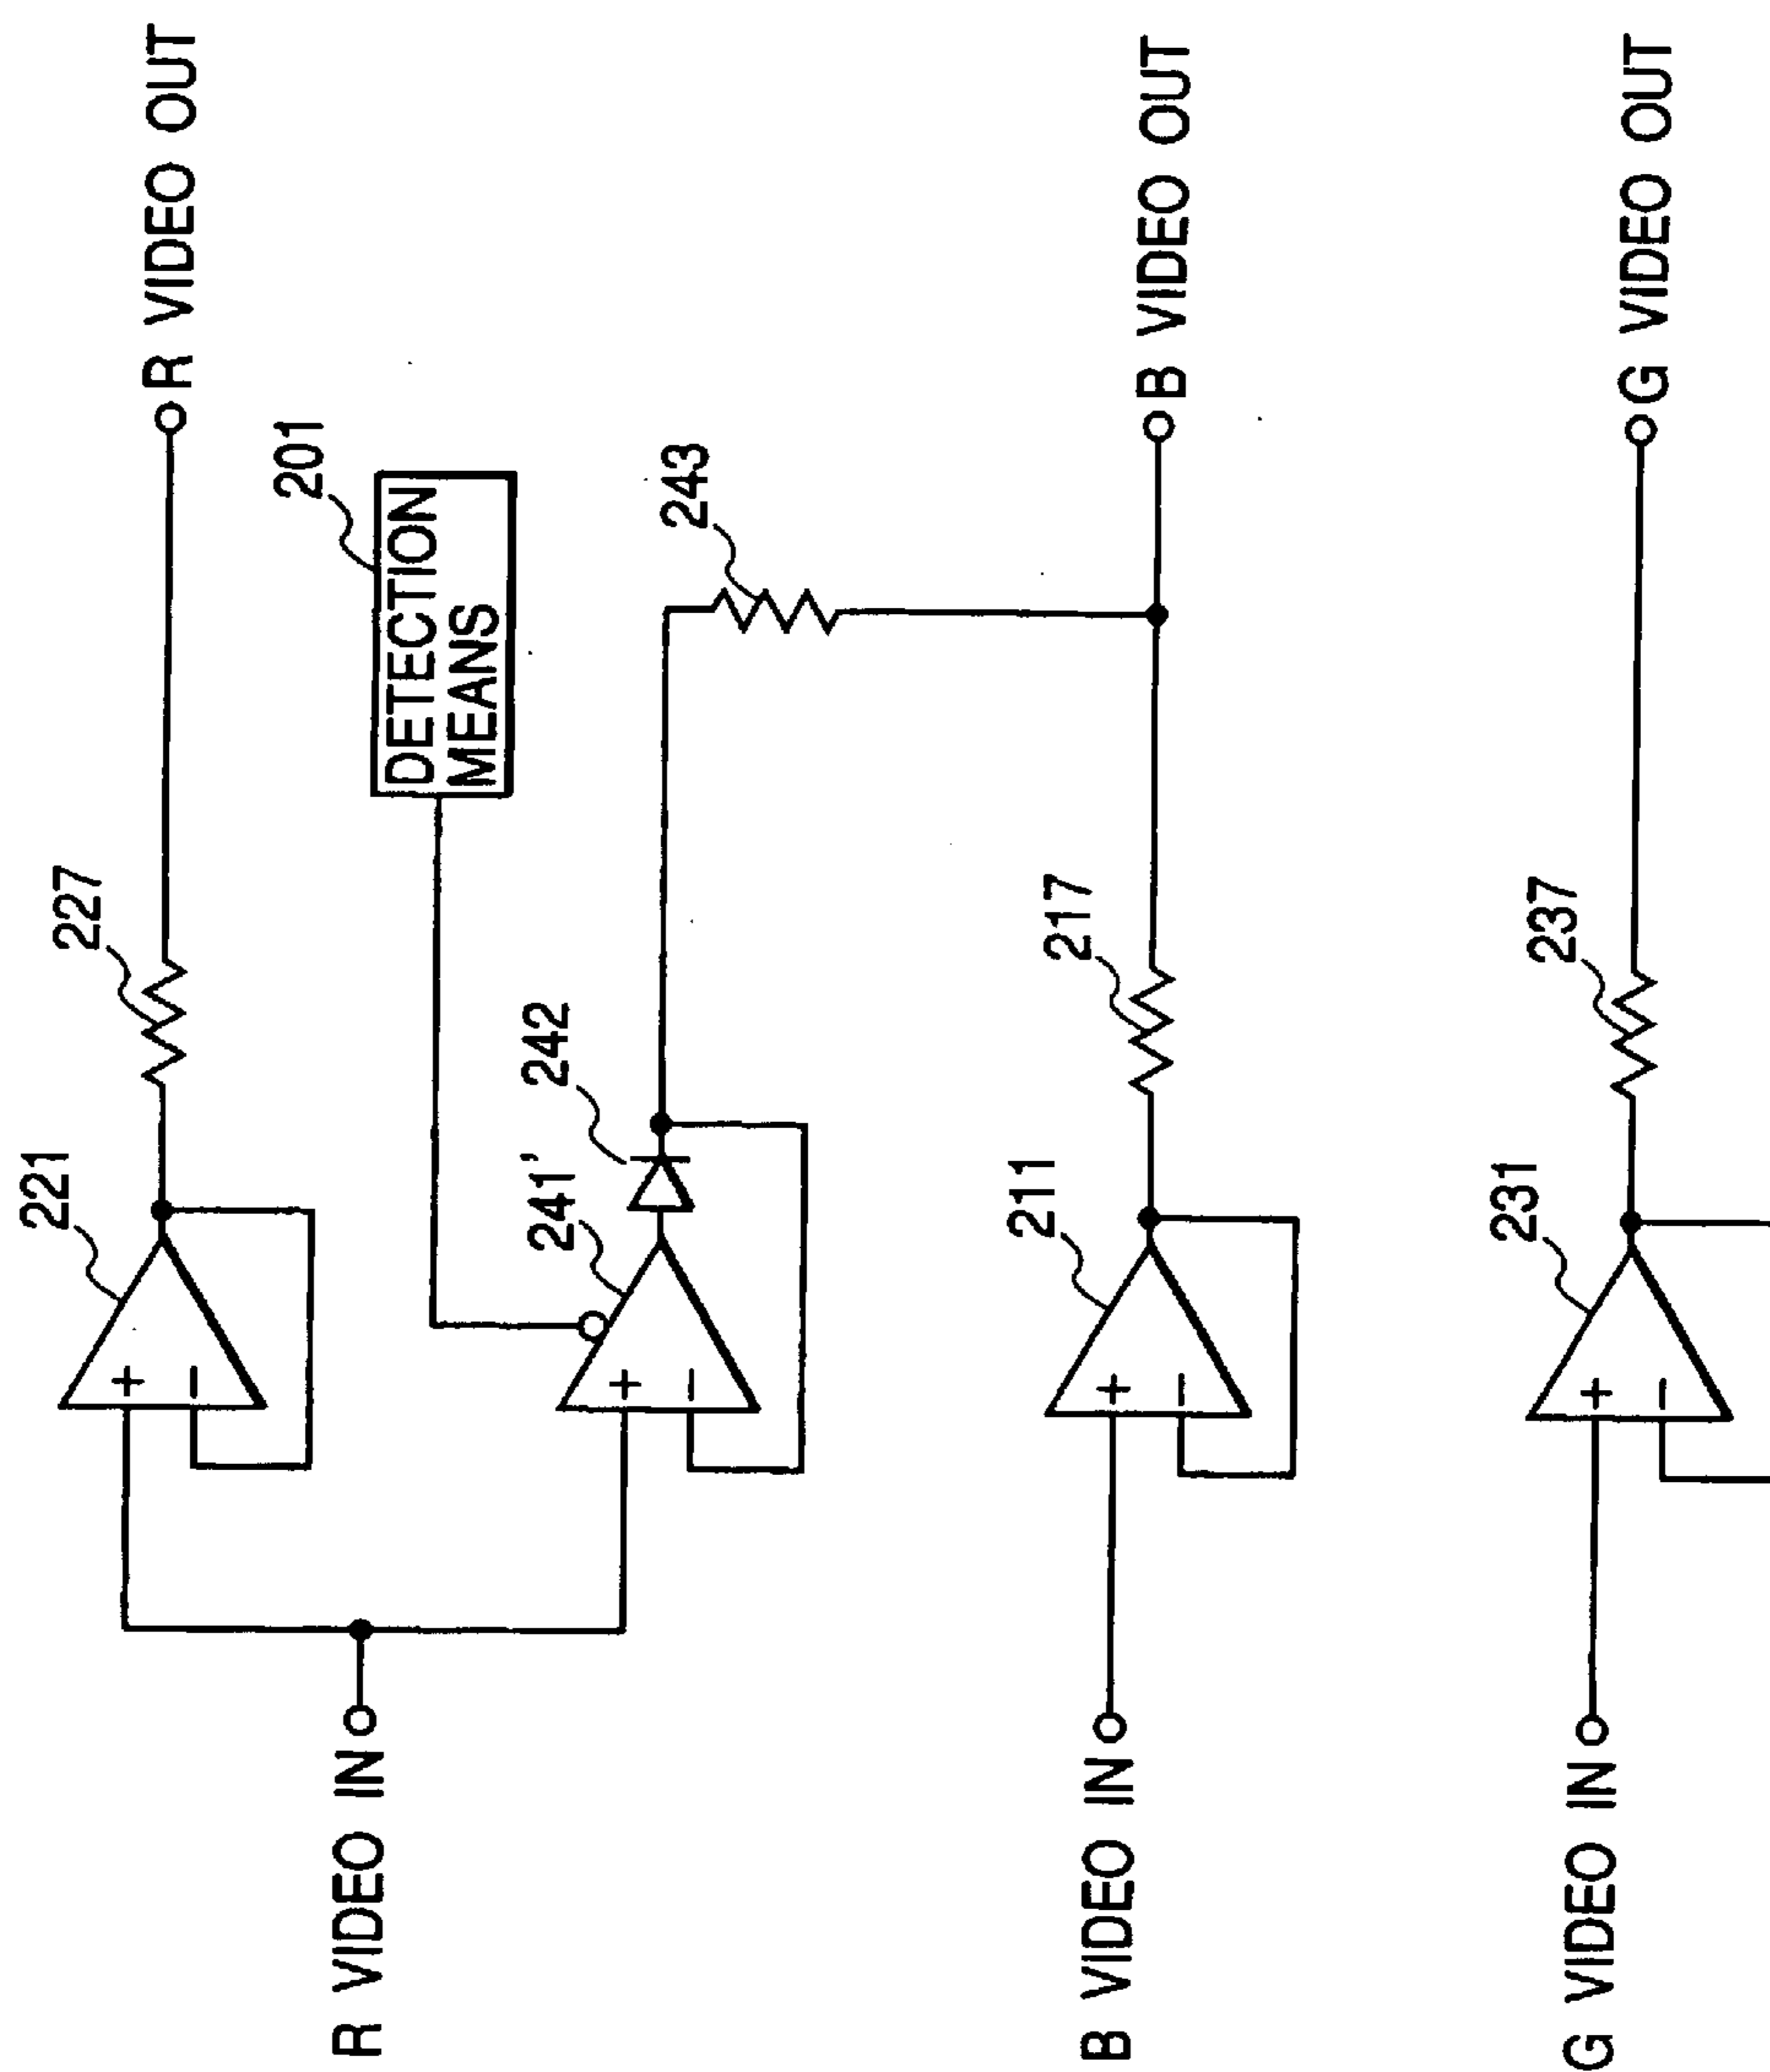 R VIDEO IN
221
+
−
227
R VIDEO OUT
DETECTION
MEANS
201
241'
+
−
242
243
B VIDEO IN
211
+
−
217
B VIDEO OUT
G VIDEO IN
231
+
−
237
G VIDEO OUT